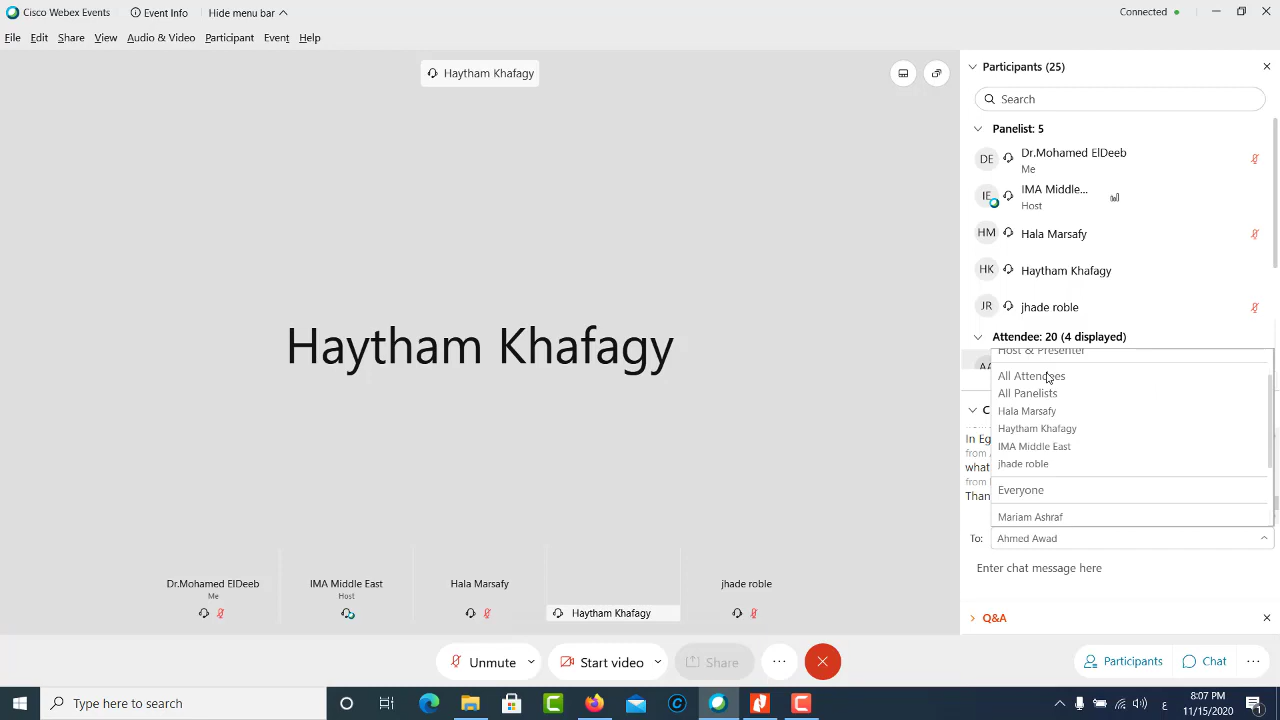 Cisco Webex Events
Event Info
Hide menu bar
Connected
File Edit Share View Audio & Video Participant Event Help
Haytham Khafagy
Participants (25)
Search
Panelist: 5
DE Dr.Mohamed ElDeeb
Me
IE IMA Middle...
Host
HM Hala Marsafy
HK Haytham Khafagy
JR jhade roble
Attendee: 20 (4 displayed)
Host & Presenter
All Attendees
All Panelists
Hala Marsafy
Haytham Khafagy
IMA Middle East
jhade roble
Everyone
Mariam Ashraf
In Eg
from
what
from
Than
To: Ahmed Awad
Enter chat message here
Q&A
Haytham Khafagy
Dr.Mohamed ElDeeb
Me
IMA Middle East
Host
Hala Marsafy
Haytham Khafagy
jhade roble
Unmute
Start video
Share
Participants
Chat
Type here to search
8:07 PM
11/15/2020